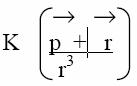 K ( p⃗ + r⃗ / r³ )